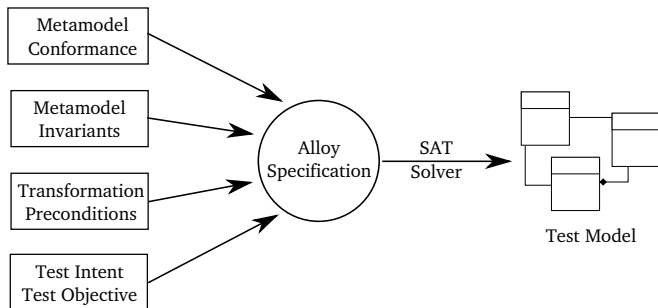 Metamodel
Conformance
Metamodel
Invariants
Transformation
Preconditions
Test Intent
Test Objective
Alloy
Specification
SAT
Solver
Test Model